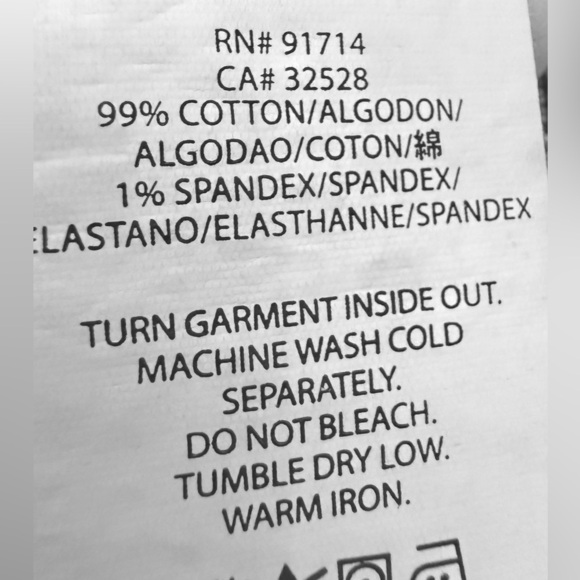 RN# 91714
CA# 32528
99% COTTON/ALGODON/
ALGODAO/COTON/綿
1% SPANDEX/SPANDEX/
ELASTANO/ELASTHANNE/SPANDEX
TURN GARMENT INSIDE OUT.
MACHINE WASH COLD
SEPARATELY.
DO NOT BLEACH.
TUMBLE DRY LOW.
WARM IRON.